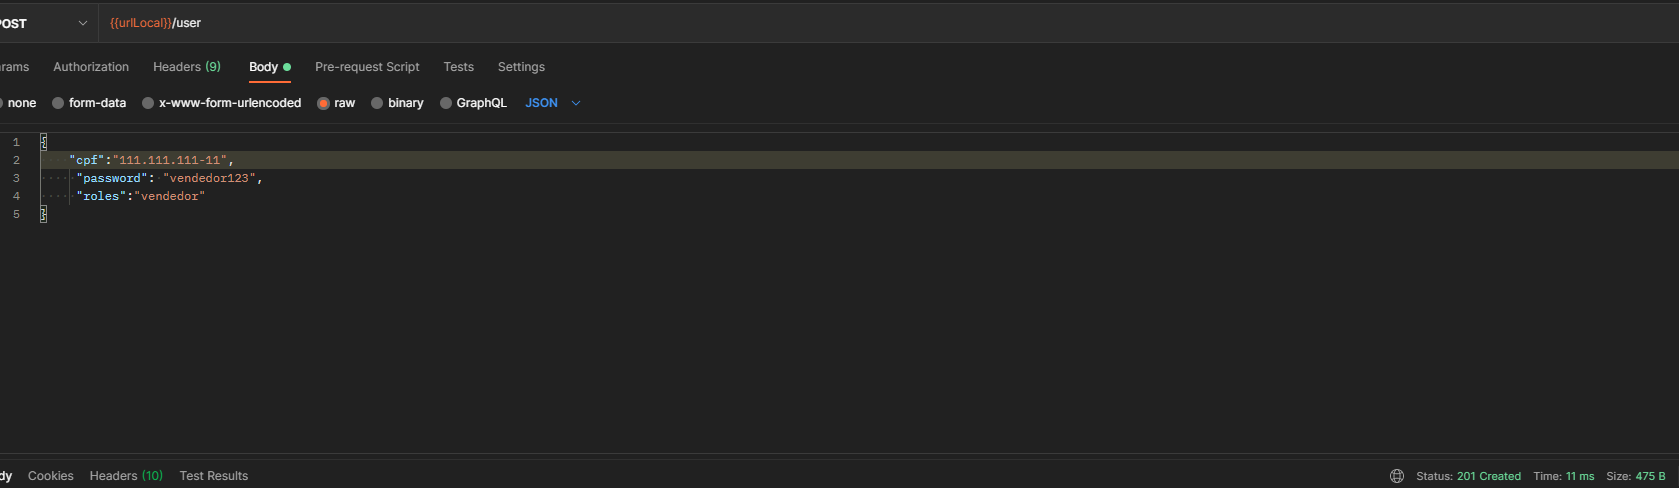 POST {{urlLocal}}/user
rams Authorization Headers (9) Body Pre-request Script Tests Settings
none form-data x-www-form-urlencoded raw binary GraphQL JSON
1 {
2 "cpf":"111.111.111-11",
3 "password": "vendedor123",
4 "roles":"vendedor"
5 }
dy Cookies Headers (10) Test Results Status: 201 Created Time: 11 ms Size: 475 B